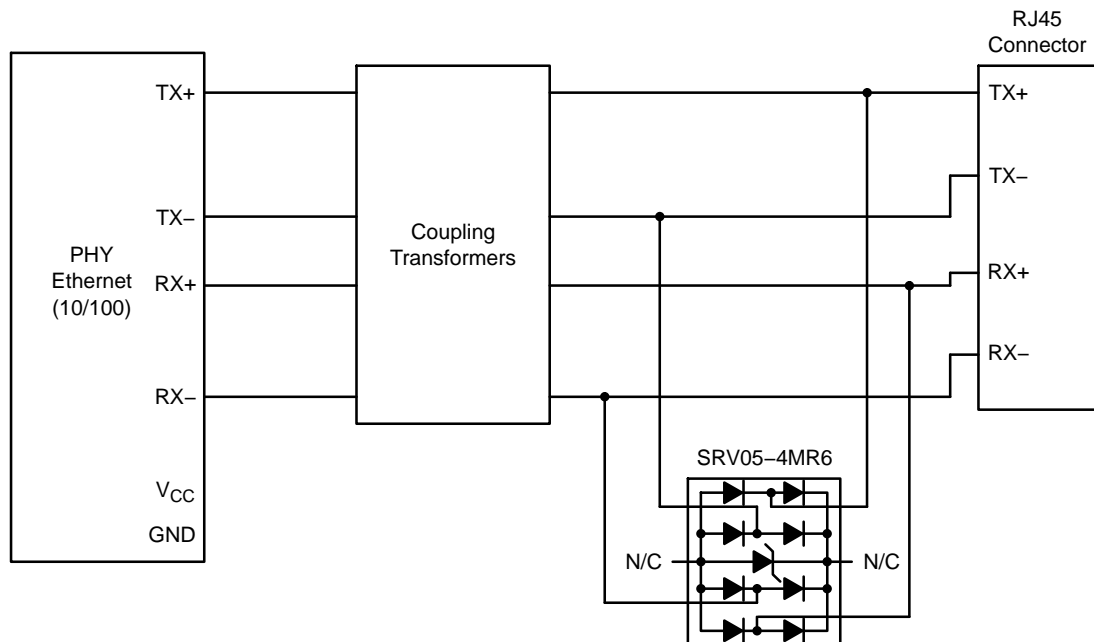 RJ45
Connector
PHY
Ethernet
(10/100)
TX+
TX−
RX+
RX−
VCC
GND
Coupling
Transformers
TX+
TX−
RX+
RX−
SRV05−4MR6
N/C
N/C